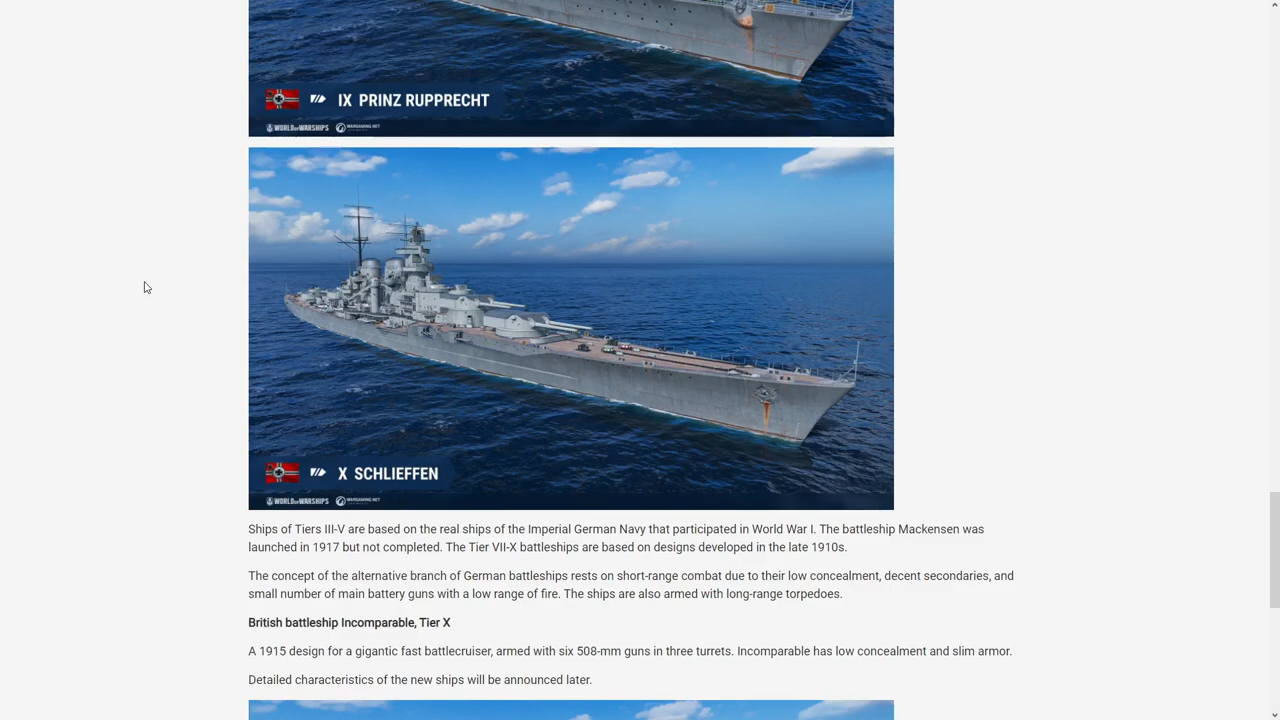 IX PRINZ RUPPRECHT
WORLD OF WARSHIPS WARGAMING.NET
X SCHLIEFFEN
WORLD OF WARSHIPS WARGAMING.NET
Ships of Tiers III-V are based on the real ships of the Imperial German Navy that participated in World War I. The battleship Mackensen was
launched in 1917 but not completed. The Tier VII-X battleships are based on designs developed in the late 1910s.
The concept of the alternative branch of German battleships rests on short-range combat due to their low concealment, decent secondaries, and
small number of main battery guns with a low range of fire. The ships are also armed with long-range torpedoes.
British battleship Incomparable, Tier X
A 1915 design for a gigantic fast battlecruiser, armed with six 508-mm guns in three turrets. Incomparable has low concealment and slim armor.
Detailed characteristics of the new ships will be announced later.